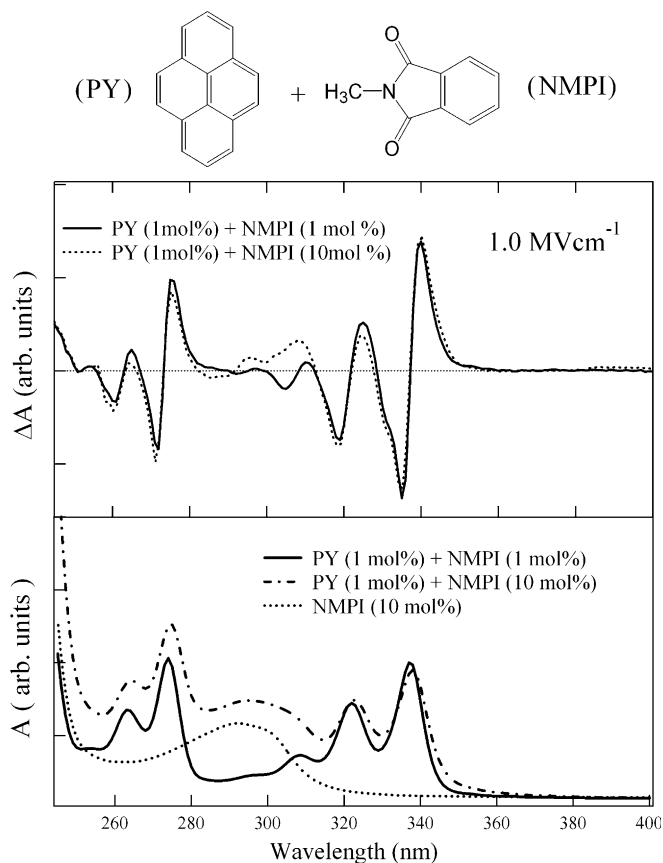 (PY)
+
O
H₃C
N
O
(NMPI)
PY (1mol%) + NMPI (1 mol %)
PY (1mol%) + NMPI (10mol %)
1.0 MVcm⁻¹
ΔA (arb. units)
PY (1 mol%) + NMPI (1 mol%)
PY (1 mol%) + NMPI (10 mol%)
NMPI (10 mol%)
A ( arb. units)
260 280 300 320 340 360 380 400
Wavelength (nm)